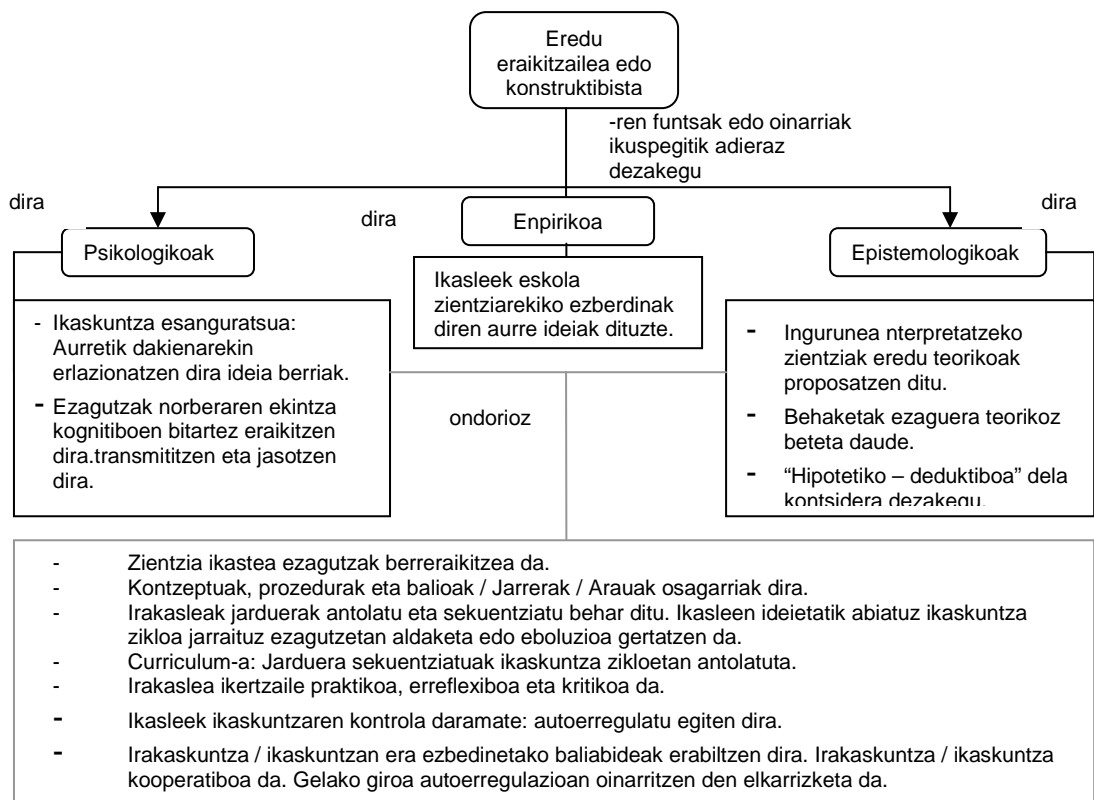 Eredu
eraikitzailea edo
konstruktibista
-ren funtsak edo oinarriak
ikuspegitik adieraz
dezakegu
dira
dira
dira
Psikologikoak
Enpirikoa
Epistemologikoak
- Ikaskuntza esanguratsua:
Aurretik dakienarekin
erlazionatzen dira ideia berriak.
- Ezagutzak norberaren ekintza
kognitiboen bitartez eraikitzen
dira.transmititzen eta jasotzen
dira.
Ikasleek eskola
zientziarekiko ezberdinak
diren aurre ideiak dituzte.
- Ingurunea nterpretatzeko
zientziak eredu teorikoak
proposatzen ditu.
- Behaketak ezaguera teorikoz
beteta daude.
- “Hipotetiko – deduktiboa” dela
kontsidera dezakegu.
ondorioz
- Zientzia ikastea ezagutzak berreraikitzea da.
- Kontzeptuak, prozedurak eta balioak / Jarrerak / Arauak osagarriak dira.
- Irakasleak jarduerak antolatu eta sekuentziatu behar ditu. Ikasleen ideietatik abiatuz ikaskuntza
zikloa jarraituz ezagutzetan aldaketa edo eboluzioa gertatzen da.
- Curriculum-a: Jarduera sekuentziatuak ikaskuntza zikloetan antolatuta.
- Irakaslea ikertzaile praktikoa, erreflexiboa eta kritikoa da.
- Ikasleek ikaskuntzaren kontrola daramate: autoerregulatu egiten dira.
- Irakaskuntza / ikaskuntzan era ezbedinetako baliabideak erabiltzen dira. Irakaskuntza / ikaskuntza
kooperatiboa da. Gelako giroa autoerregulazioan oinarritzen den elkarrizketa da.